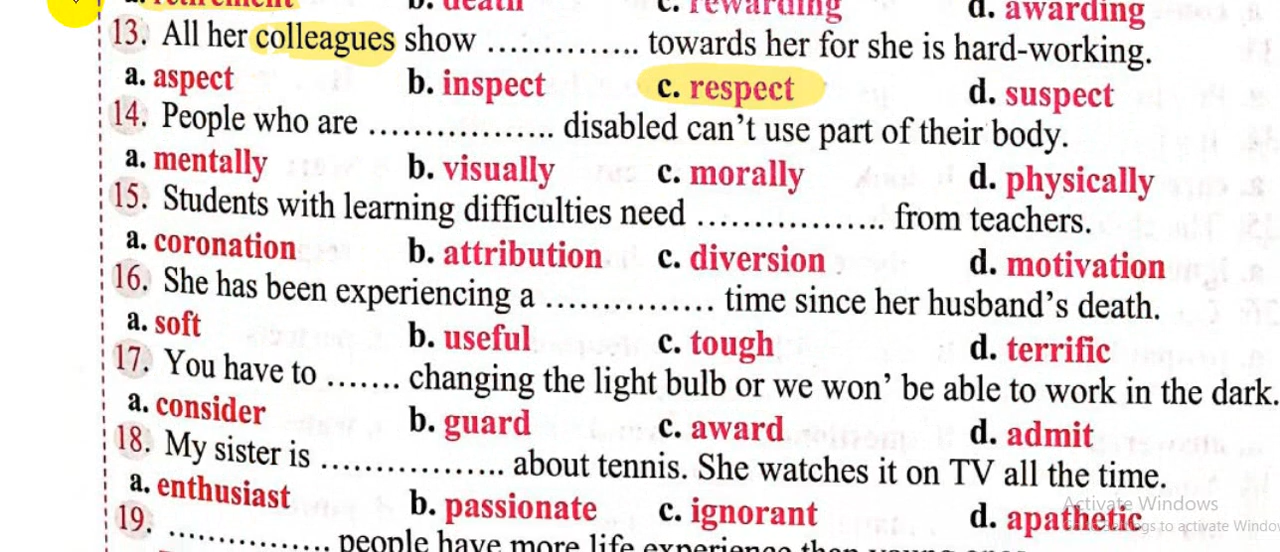 a. retirement b. death c. rewarding d. awarding
13. All her colleagues show .............. towards her for she is hard-working.
a. aspect b. inspect c. respect d. suspect
14. People who are ................. disabled can't use part of their body.
a. mentally b. visually c. morally d. physically
15. Students with learning difficulties need ................. from teachers.
a. coronation b. attribution c. diversion d. motivation
16. She has been experiencing a ............... time since her husband's death.
a. soft b. useful c. tough d. terrific
17. You have to ....... changing the light bulb or we won' be able to work in the dark.
a. consider b. guard c. award d. admit
18. My sister is ................. about tennis. She watches it on TV all the time.
a. enthusiast b. passionate c. ignorant d. apathetic
Activate Windows
19. ............... people have more life experience than